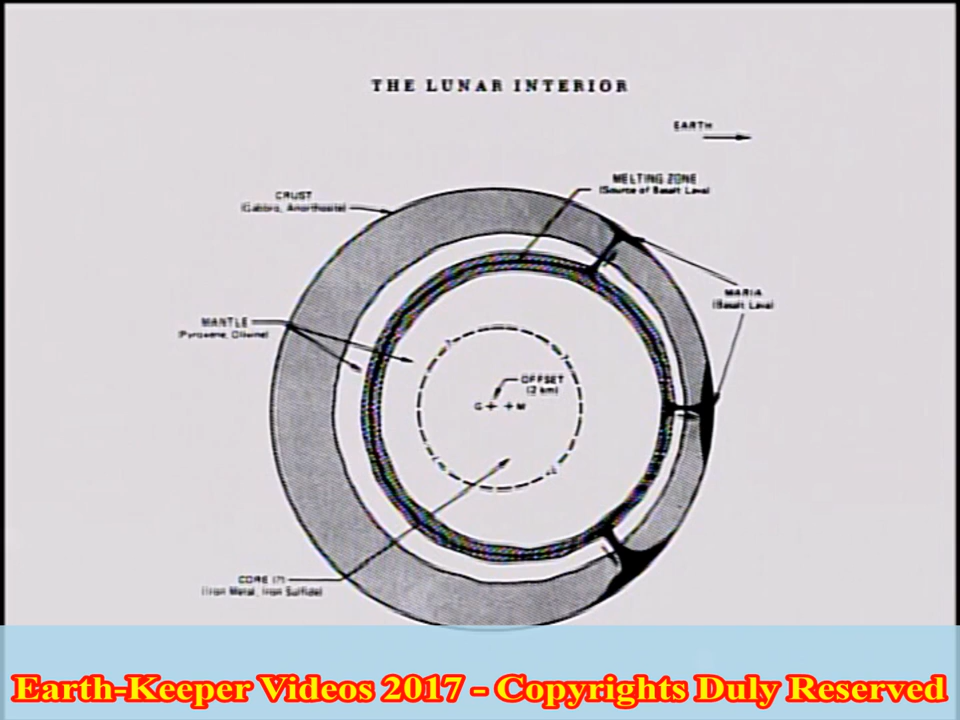 THE LUNAR INTERIOR
EARTH
MELTING ZONE
(Source of Basalt Lava)
CRUST
(Gabbro, Anorthosite)
MARIA
(Basalt Lava)
MANTLE
(Pyroxene, Olivine)
OFFSET
(2 km)
G + + M
CORE (?)
(Iron Metal, Iron Sulfide)
Earth-Keeper Videos 2017 - Copyrights Duly Reserved